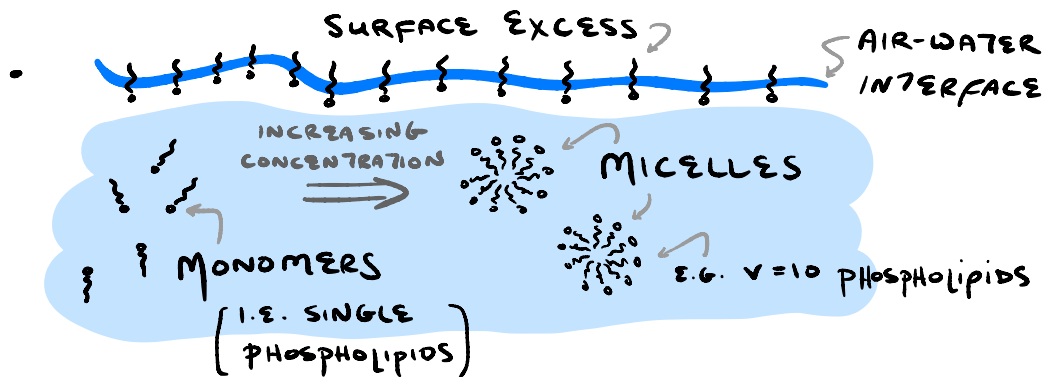 SURFACE EXCESS
AIR-WATER
INTERFACE
INCREASING
CONCENTRATION
MICELLES
MONOMERS
(I.E. SINGLE
PHOSPHOLIPIDS)
E.G. V=10 PHOSPHOLIPIDS